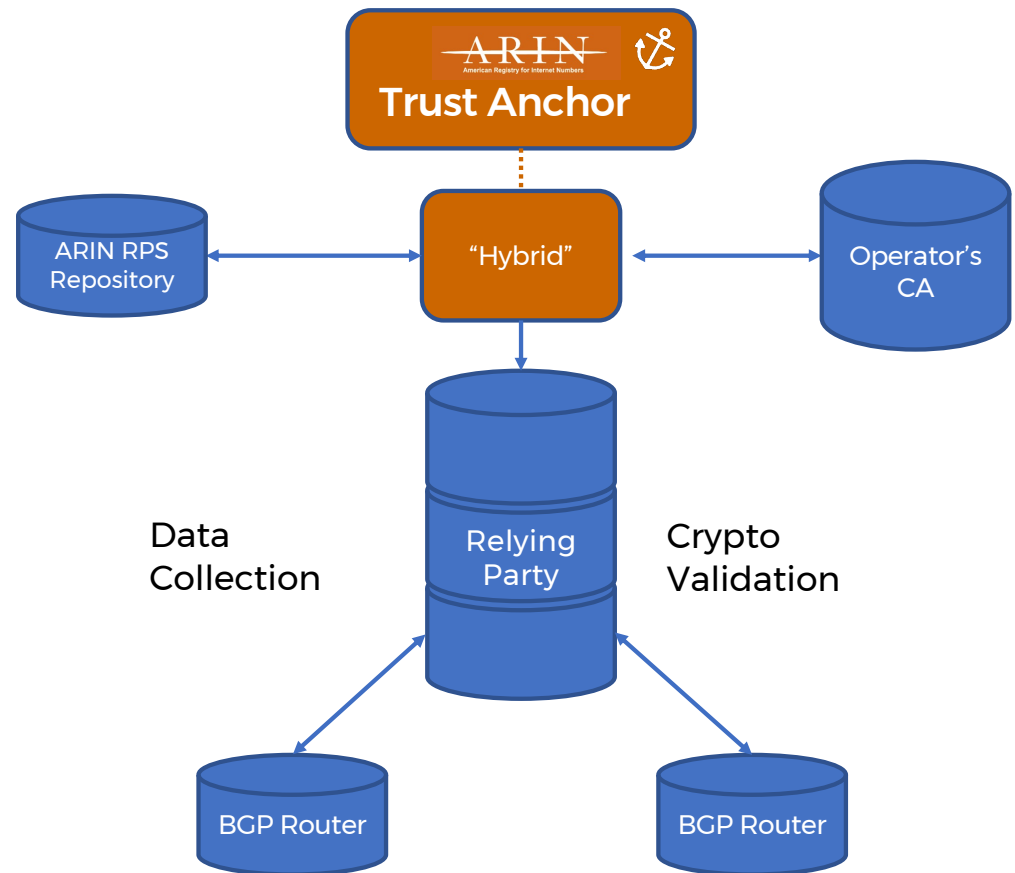 ARIN
American Registry for Internet Numbers
Trust Anchor
ARIN RPS
Repository
“Hybrid”
Operator’s
CA
Data
Collection
Relying
Party
Crypto
Validation
BGP Router
BGP Router